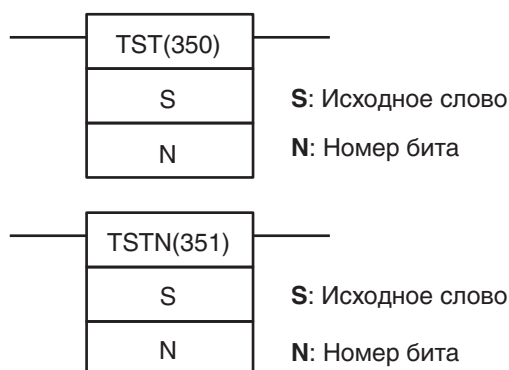 TST(350)
S
S: Исходное слово
N
N: Номер бита
TSTN(351)
S
S: Исходное слово
N
N: Номер бита